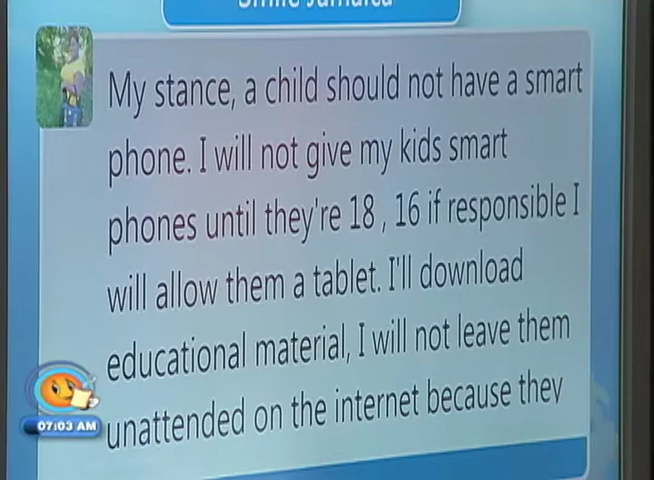 Smile Jamaica
My stance, a child should not have a smart
phone. I will not give my kids smart
phones until they're 18 , 16 if responsible I
will allow them a tablet. I'll download
educational material, I will not leave them
unattended on the internet because they
07:03 AM